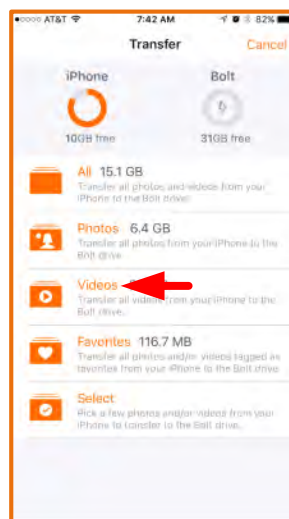 AT&T 7:42 AM 82%
Transfer Cancel
iPhone Bolt
10GB free 31GB free
All 15.1 GB
Transfer all photos and videos from your
iPhone to the Bolt drive.
Photos 6.4 GB
Transfer all photos from your iPhone to the
Bolt drive.
Videos
Transfer all videos from your iPhone to the
Bolt drive.
Favorites 116.7 MB
Transfer all photos and/or videos tagged as
favorites from your iPhone to the Bolt drive.
Select
Pick a few photos and/or videos from your
iPhone to transfer to the Bolt drive.